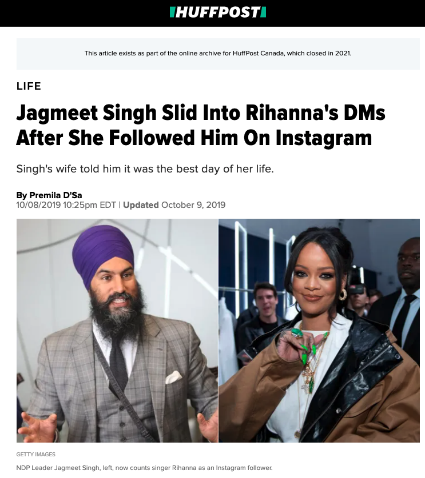 HUFFPOST
This article exists as part of the online archive for HuffPost Canada, which closed in 2021.
LIFE
Jagmeet Singh Slid Into Rihanna's DMs
After She Followed Him On Instagram
Singh's wife told him it was the best day of her life.
By Premila D'Sa
10/08/2019 10:25pm EDT | Updated October 9, 2019
GETTY IMAGES
NDP Leader Jagmeet Singh, left, now counts singer Rihanna as an Instagram follower.